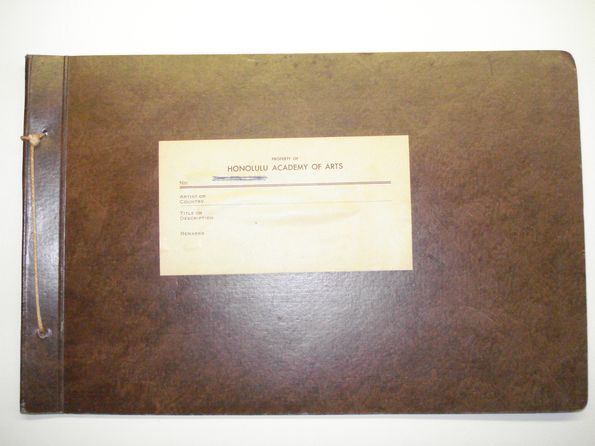 PROPERTY OF
HONOLULU ACADEMY OF ARTS
No.
ARTIST OR
COUNTRY
TITLE OR
DESCRIPTION
REMARKS